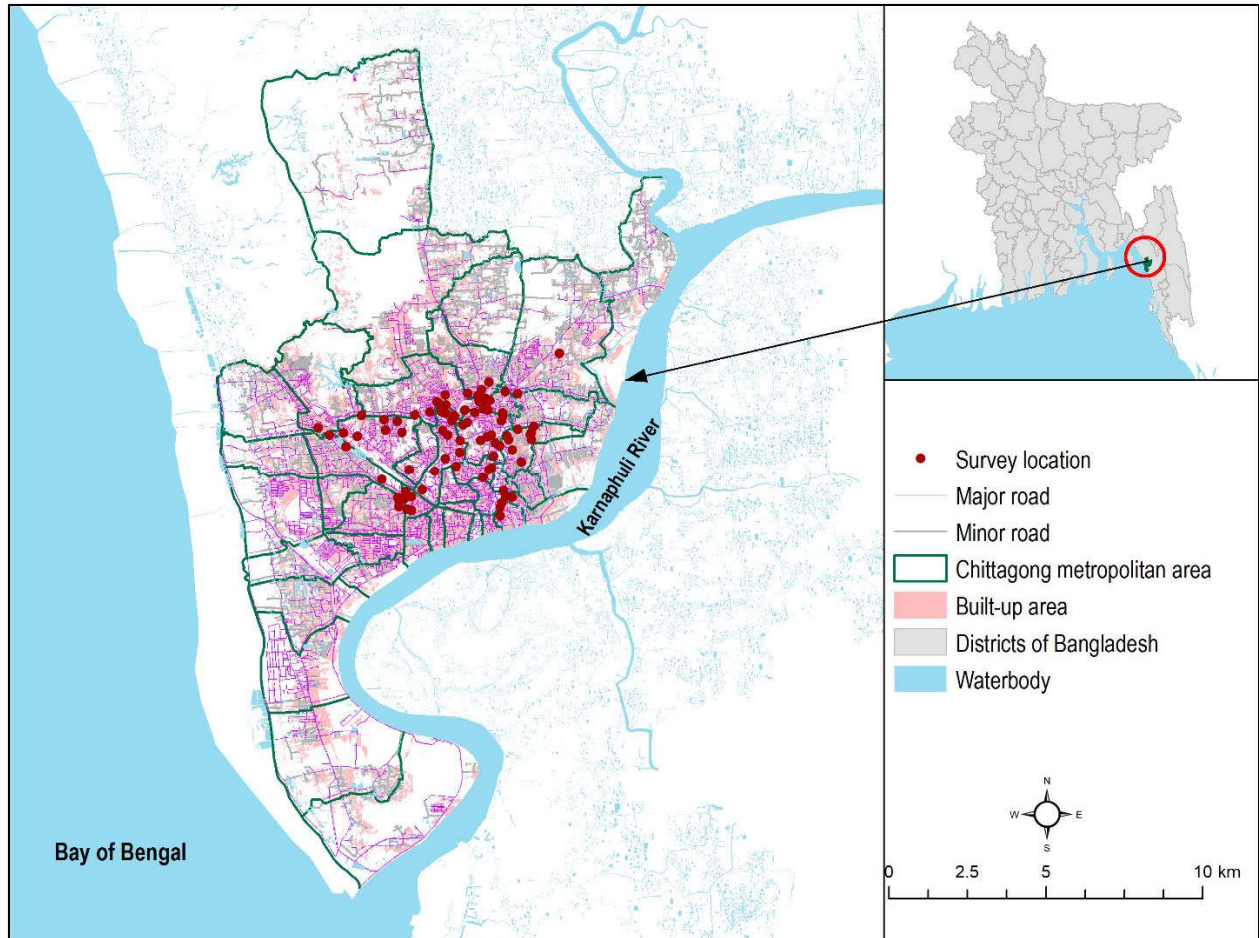 Karnaphuli River
Bay of Bengal
Survey location
Major road
Minor road
Chittagong metropolitan area
Built-up area
Districts of Bangladesh
Waterbody
N
W E
S
0 2.5 5 10 km